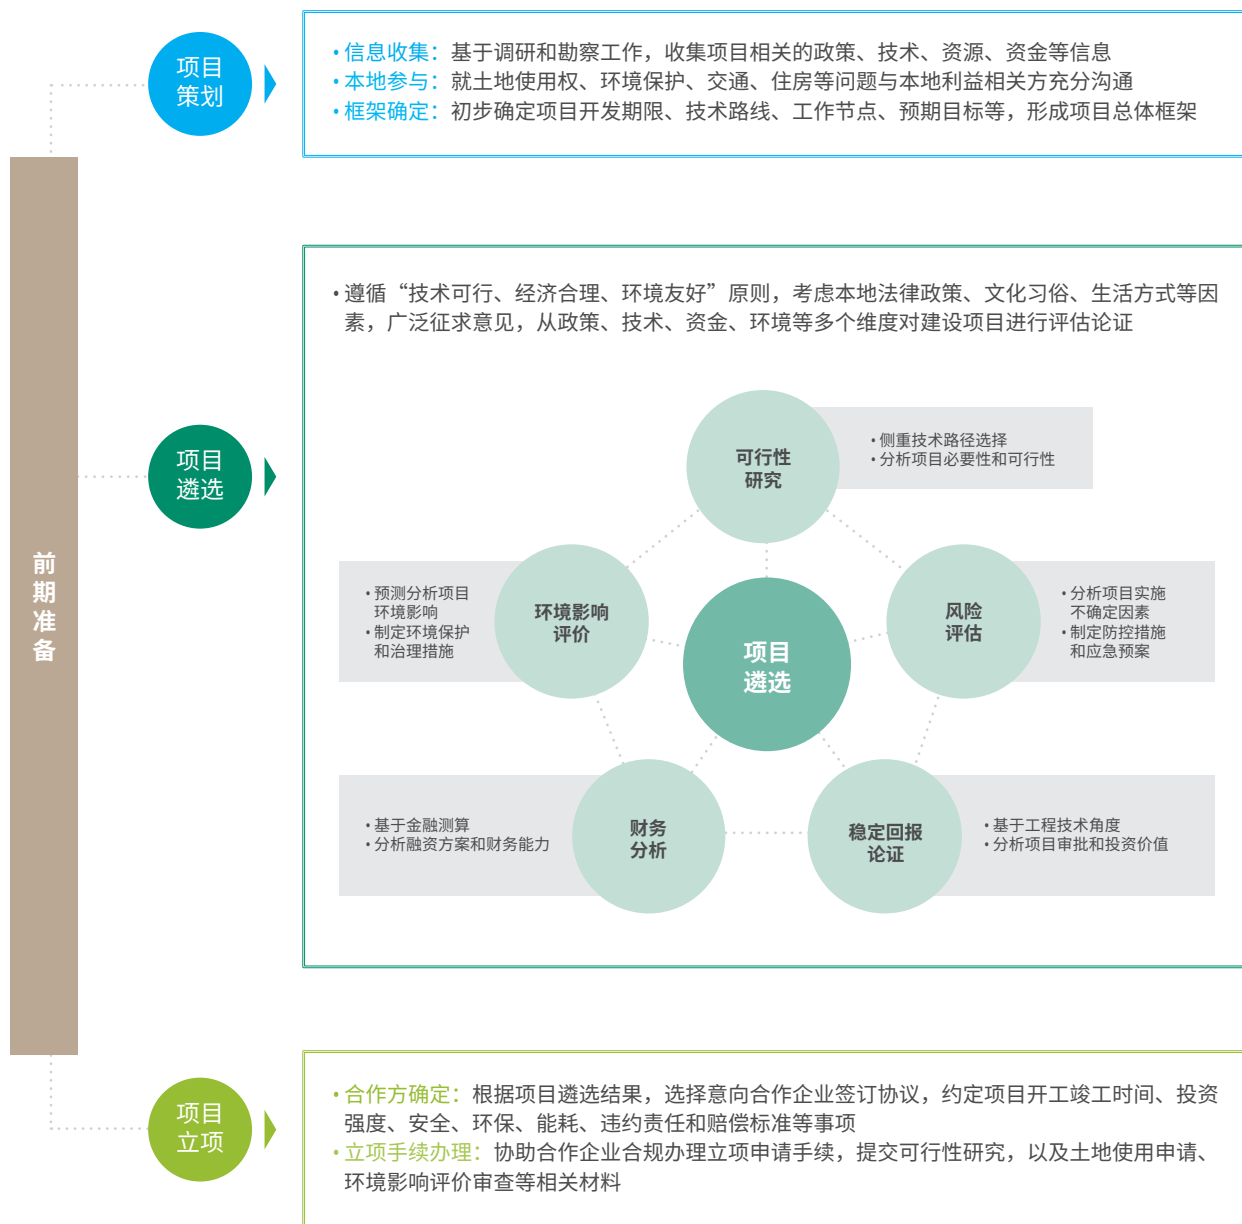 项目
策划
• 信息收集：基于调研和勘察工作，收集项目相关的政策、技术、资源、资金等信息
• 本地参与：就土地使用权、环境保护、交通、住房等问题与本地利益相关方充分沟通
• 框架确定：初步确定项目开发期限、技术路线、工作节点、预期目标等，形成项目总体框架
前期准备
项目
遴选
• 遵循“技术可行、经济合理、环境友好”原则，考虑本地法律政策、文化习俗、生活方式等因
素，广泛征求意见，从政策、技术、资金、环境等多个维度对建设项目进行评估论证
可行性
研究
• 侧重技术路径选择
• 分析项目必要性和可行性
• 预测分析项目
环境影响
• 制定环境保护
和治理措施
环境影响
评价
项目
遴选
风险
评估
• 分析项目实施
不确定因素
• 制定防控措施
和应急预案
• 基于金融测算
• 分析融资方案和财务能力
财务
分析
稳定回报
论证
• 基于工程技术角度
• 分析项目审批和投资价值
项目
立项
• 合作方确定：根据项目遴选结果，选择意向合作企业签订协议，约定项目开工竣工时间、投资
强度、安全、环保、能耗、违约责任和赔偿标准等事项
• 立项手续办理：协助合作企业合规办理立项申请手续，提交可行性研究，以及土地使用申请、
环境影响评价审查等相关材料